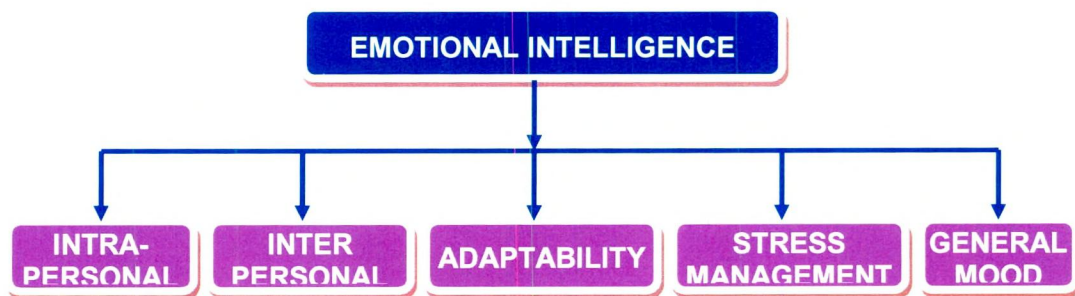 EMOTIONAL INTELLIGENCE
INTRA-
PERSONAL
INTER
PERSONAL
ADAPTABILITY
STRESS
MANAGEMENT
GENERAL
MOOD